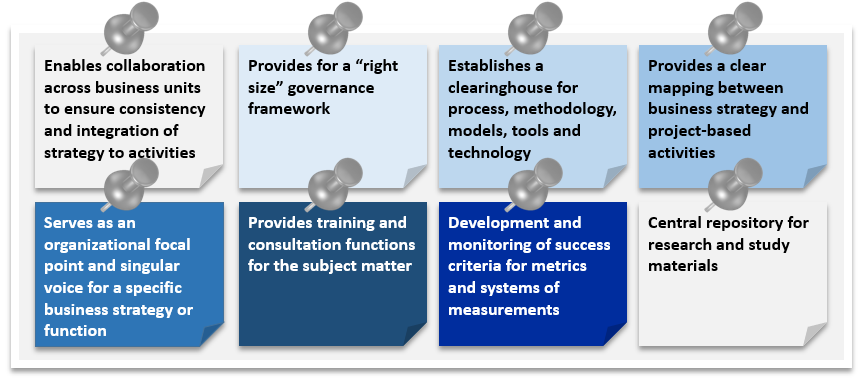 Enables collaboration
across business units
to ensure consistency
and integration of
strategy to activities
Provides for a “right
size” governance
framework
Establishes a
clearinghouse for
process, methodology,
models, tools and
technology
Provides a clear
mapping between
business strategy and
project-based
activities
Serves as an
organizational focal
point and singular
voice for a specific
business strategy or
function
Provides training and
consultation functions
for the subject matter
Development and
monitoring of success
criteria for metrics
and systems of
measurements
Central repository for
research and study
materials